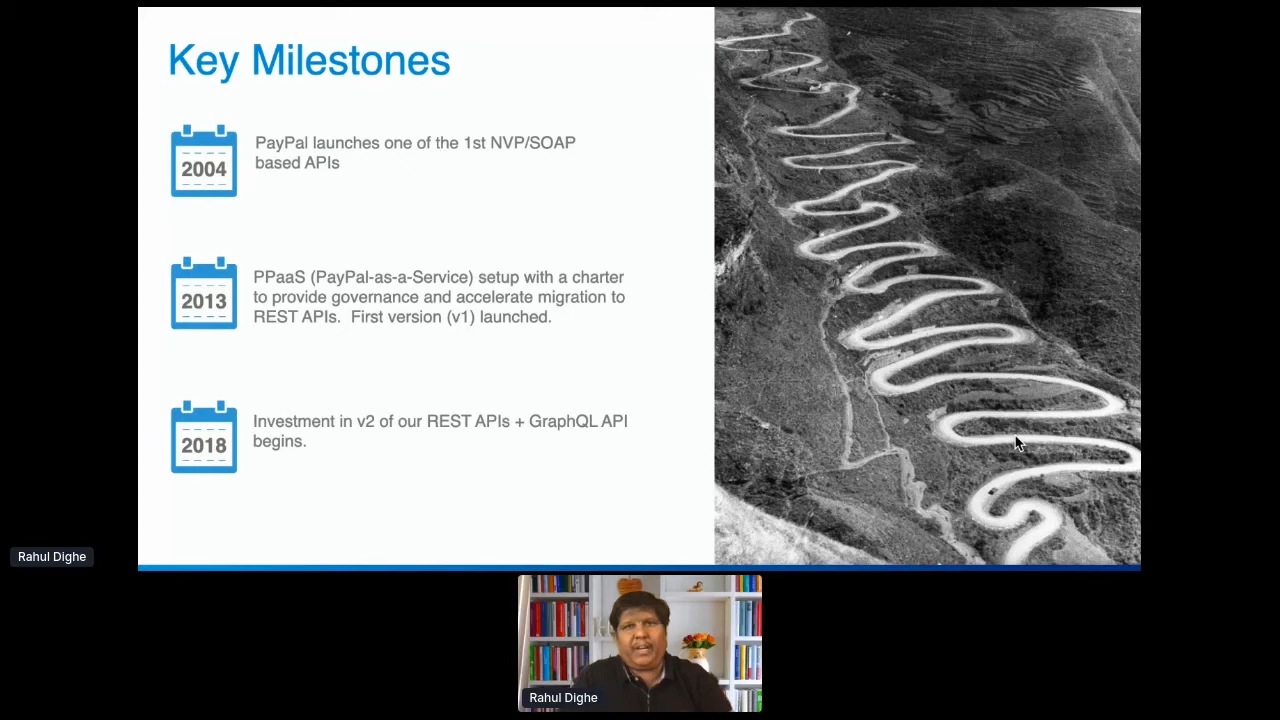 Key Milestones
2004
PayPal launches one of the 1st NVP/SOAP
based APIs
2013
PPaaS (PayPal-as-a-Service) setup with a charter
to provide governance and accelerate migration to
REST APIs.  First version (v1) launched.
2018
Investment in v2 of our REST APIs + GraphQL API
begins.
Rahul Dighe
Rahul Dighe